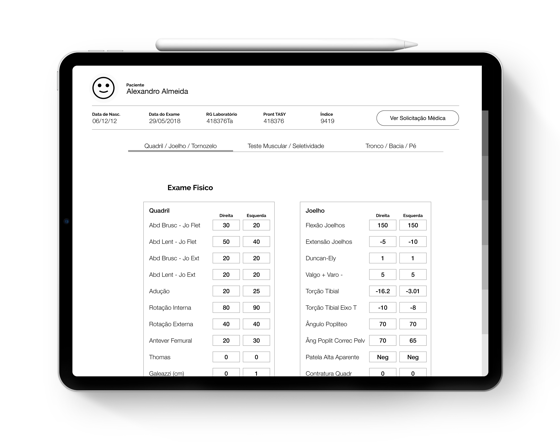 Paciente
Alexandro Almeida
Data de Nasc. Data do Exame RG Laboratório Pront TASY Índice
06/12/12 29/05/2018 418376Ta 418376 9419
Ver Solicitação Médica
Quadril / Joelho / Tornozelo Teste Muscular / Seletividade Tronco / Bacia / Pé
Exame Físico
Quadril
Direita Esquerda
Abd Brusc - Jo Flet 30 20
Abd Lent - Jo Flet 50 40
Abd Brusc - Jo Ext 20 20
Abd Lent - Jo Ext 20 20
Adução 20 25
Rotação Interna 80 90
Rotação Externa 40 40
Antever Femural 20 30
Thomas 0 0
Galeazzi (cm) 0 1
Joelho
Direita Esquerda
Flexão Joelhos 150 150
Extensão Joelhos -5 -10
Duncan-Ely 1 1
Valgo + Varo - 5 5
Torção Tibial -16.2 -3.01
Torção Tibial Eixo T -10 -8
Ângulo Poplíteo 70 70
Âng Poplit Correc Pelv 70 65
Patela Alta Aparente Neg Neg
Contratura Quadr 0 0